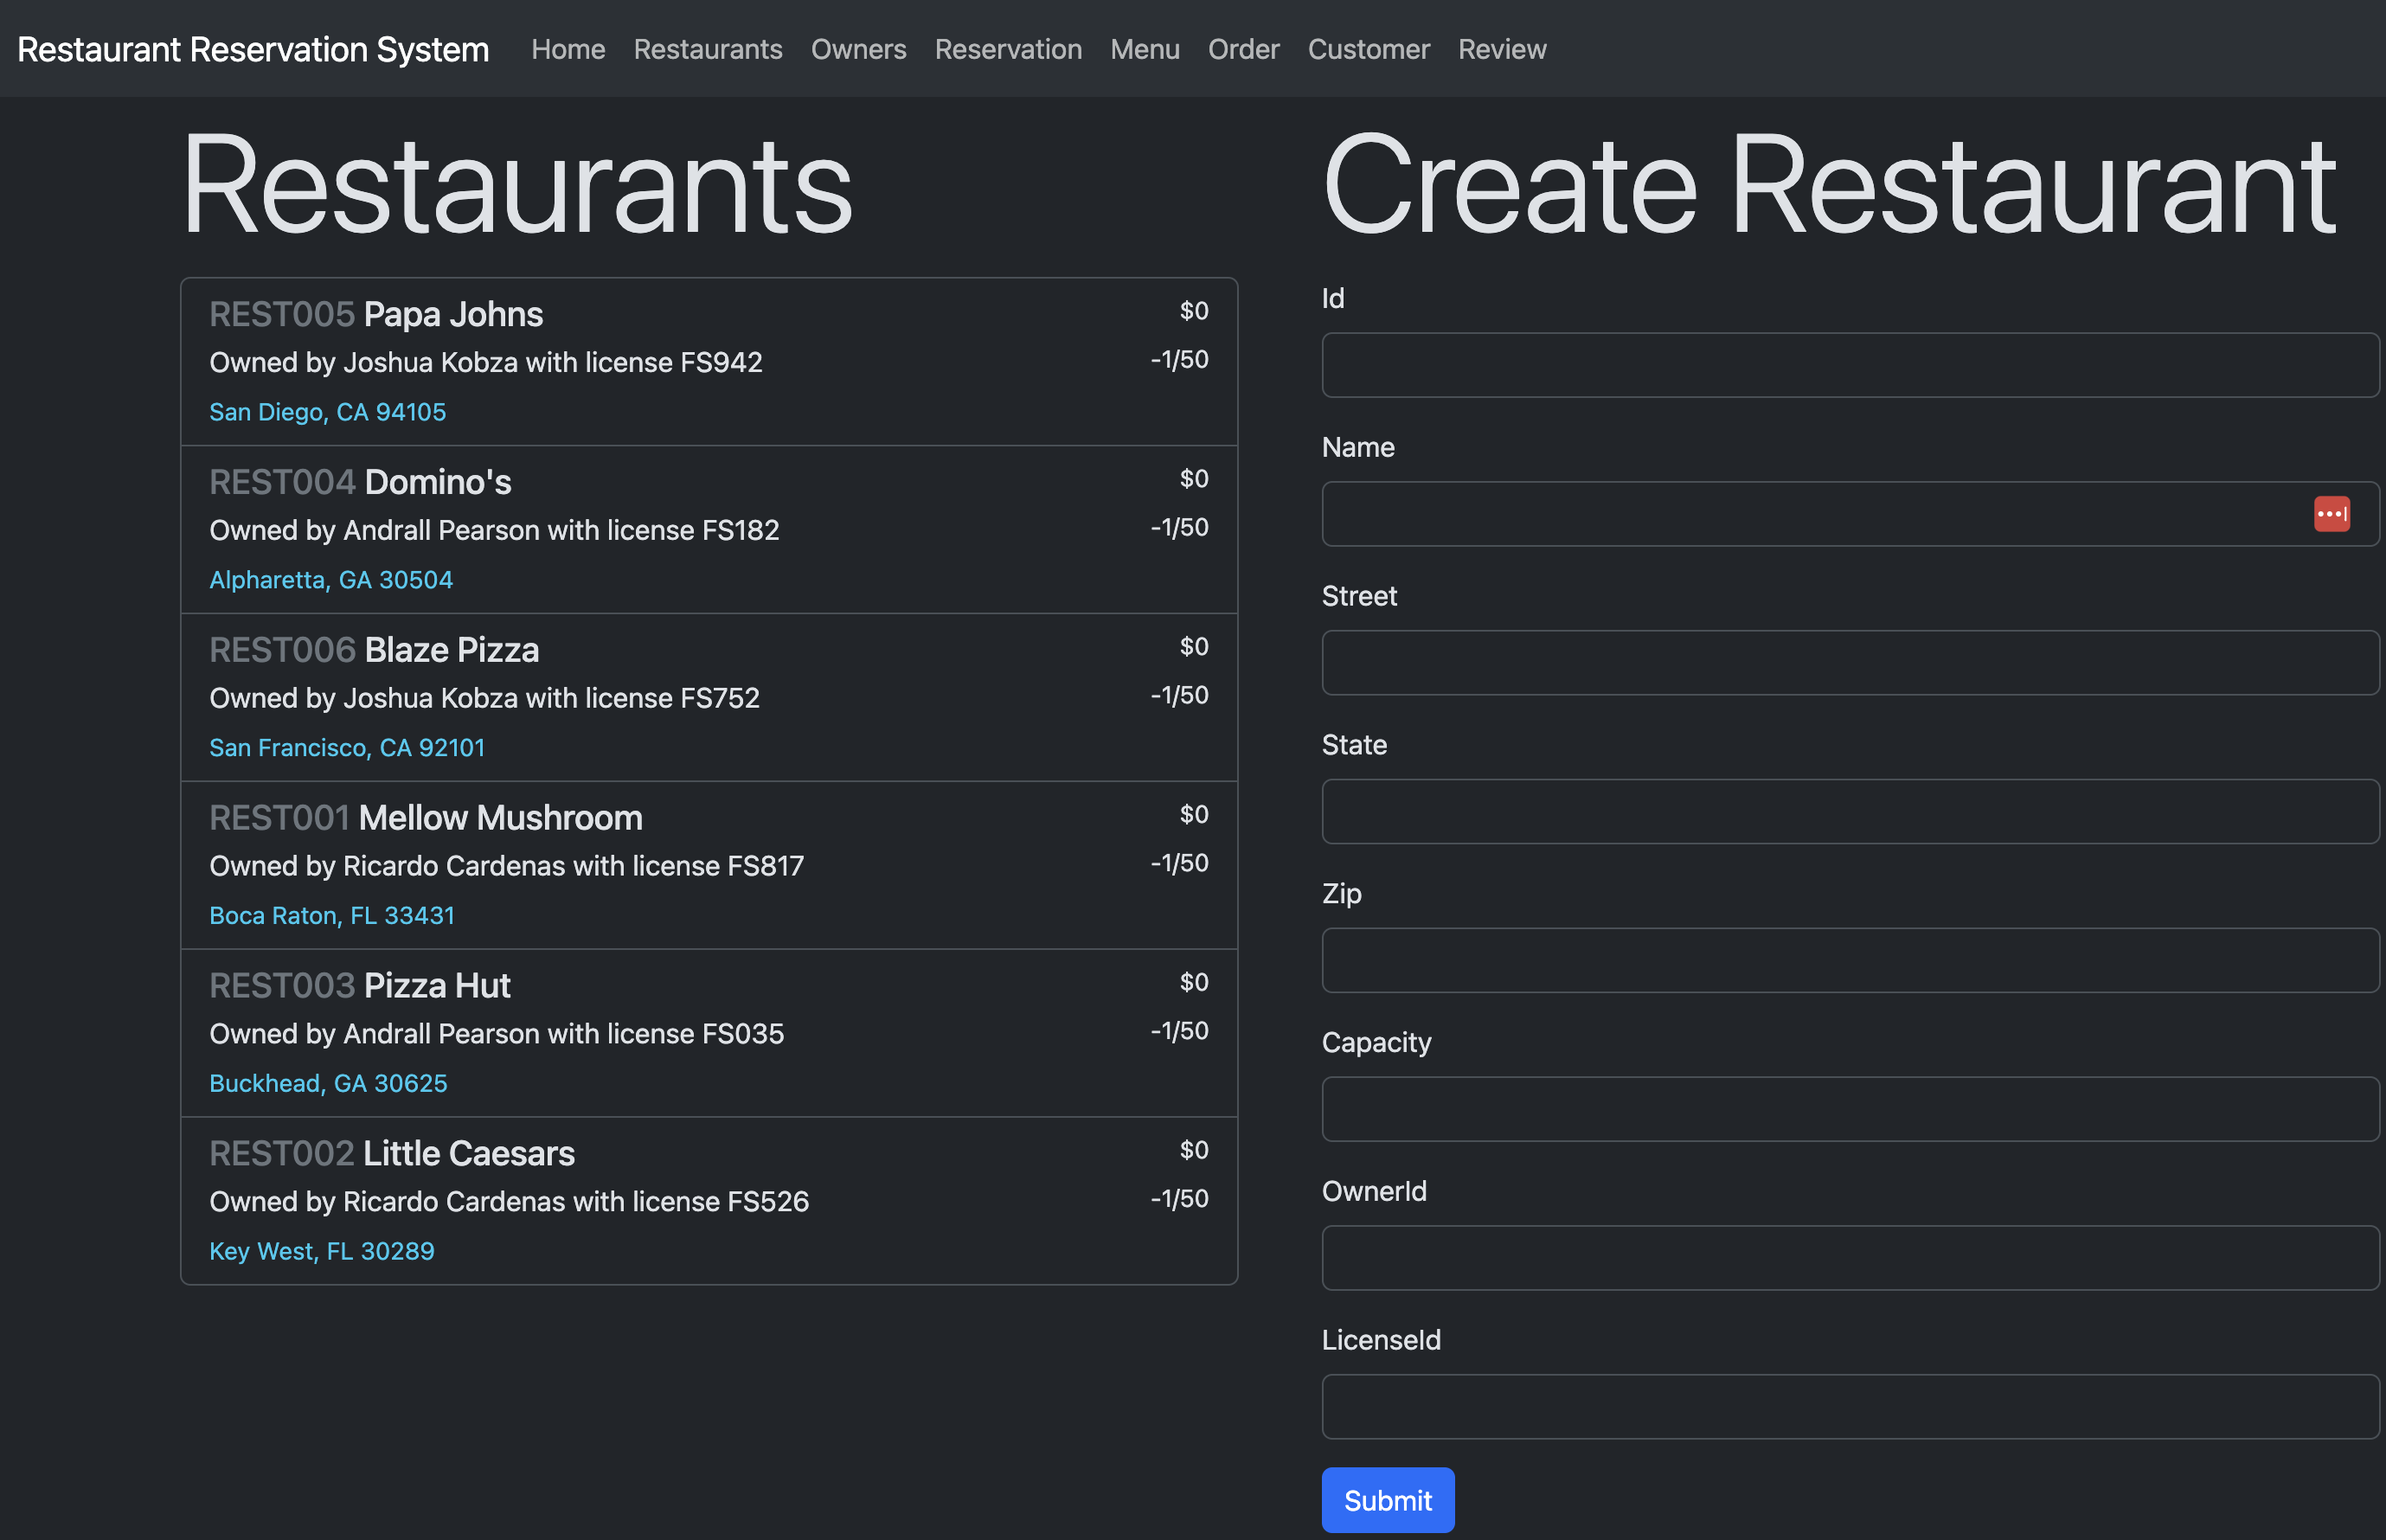 Restaurant Reservation System Home Restaurants Owners Reservation Menu Order Customer Review
Restaurants
REST005 Papa Johns $0
Owned by Joshua Kobza with license FS942 -1/50
San Diego, CA 94105
REST004 Domino's $0
Owned by Andrall Pearson with license FS182 -1/50
Alpharetta, GA 30504
REST006 Blaze Pizza $0
Owned by Joshua Kobza with license FS752 -1/50
San Francisco, CA 92101
REST001 Mellow Mushroom $0
Owned by Ricardo Cardenas with license FS817 -1/50
Boca Raton, FL 33431
REST003 Pizza Hut $0
Owned by Andrall Pearson with license FS035 -1/50
Buckhead, GA 30625
REST002 Little Caesars $0
Owned by Ricardo Cardenas with license FS526 -1/50
Key West, FL 30289
Create Restaurant
Id
Name
Street
State
Zip
Capacity
OwnerId
LicenseId
Submit